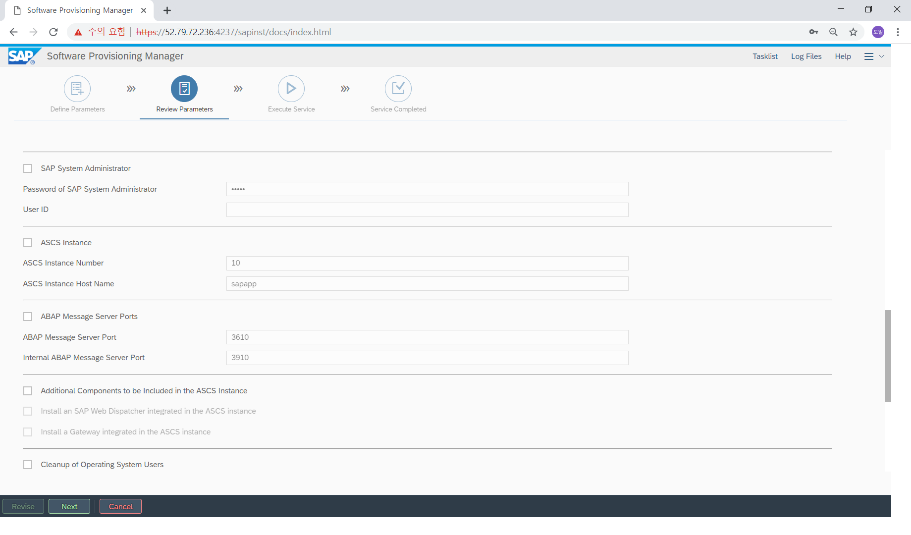 Software Provisioning Manager
수의 요함 https://52.79.72.236:4237/sapinst/docs/index.html
SAP Software Provisioning Manager Tasklist Log Files Help
Define Parameters Review Parameters Execute Service Service Completed
SAP System Administrator
Password of SAP System Administrator •••••
User ID
ASCS Instance
ASCS Instance Number 10
ASCS Instance Host Name sapapp
ABAP Message Server Ports
ABAP Message Server Port 3610
Internal ABAP Message Server Port 3910
Additional Components to be Included in the ASCS Instance
Install an SAP Web Dispatcher integrated in the ASCS instance
Install a Gateway integrated in the ASCS instance
Cleanup of Operating System Users
Revise Next Cancel